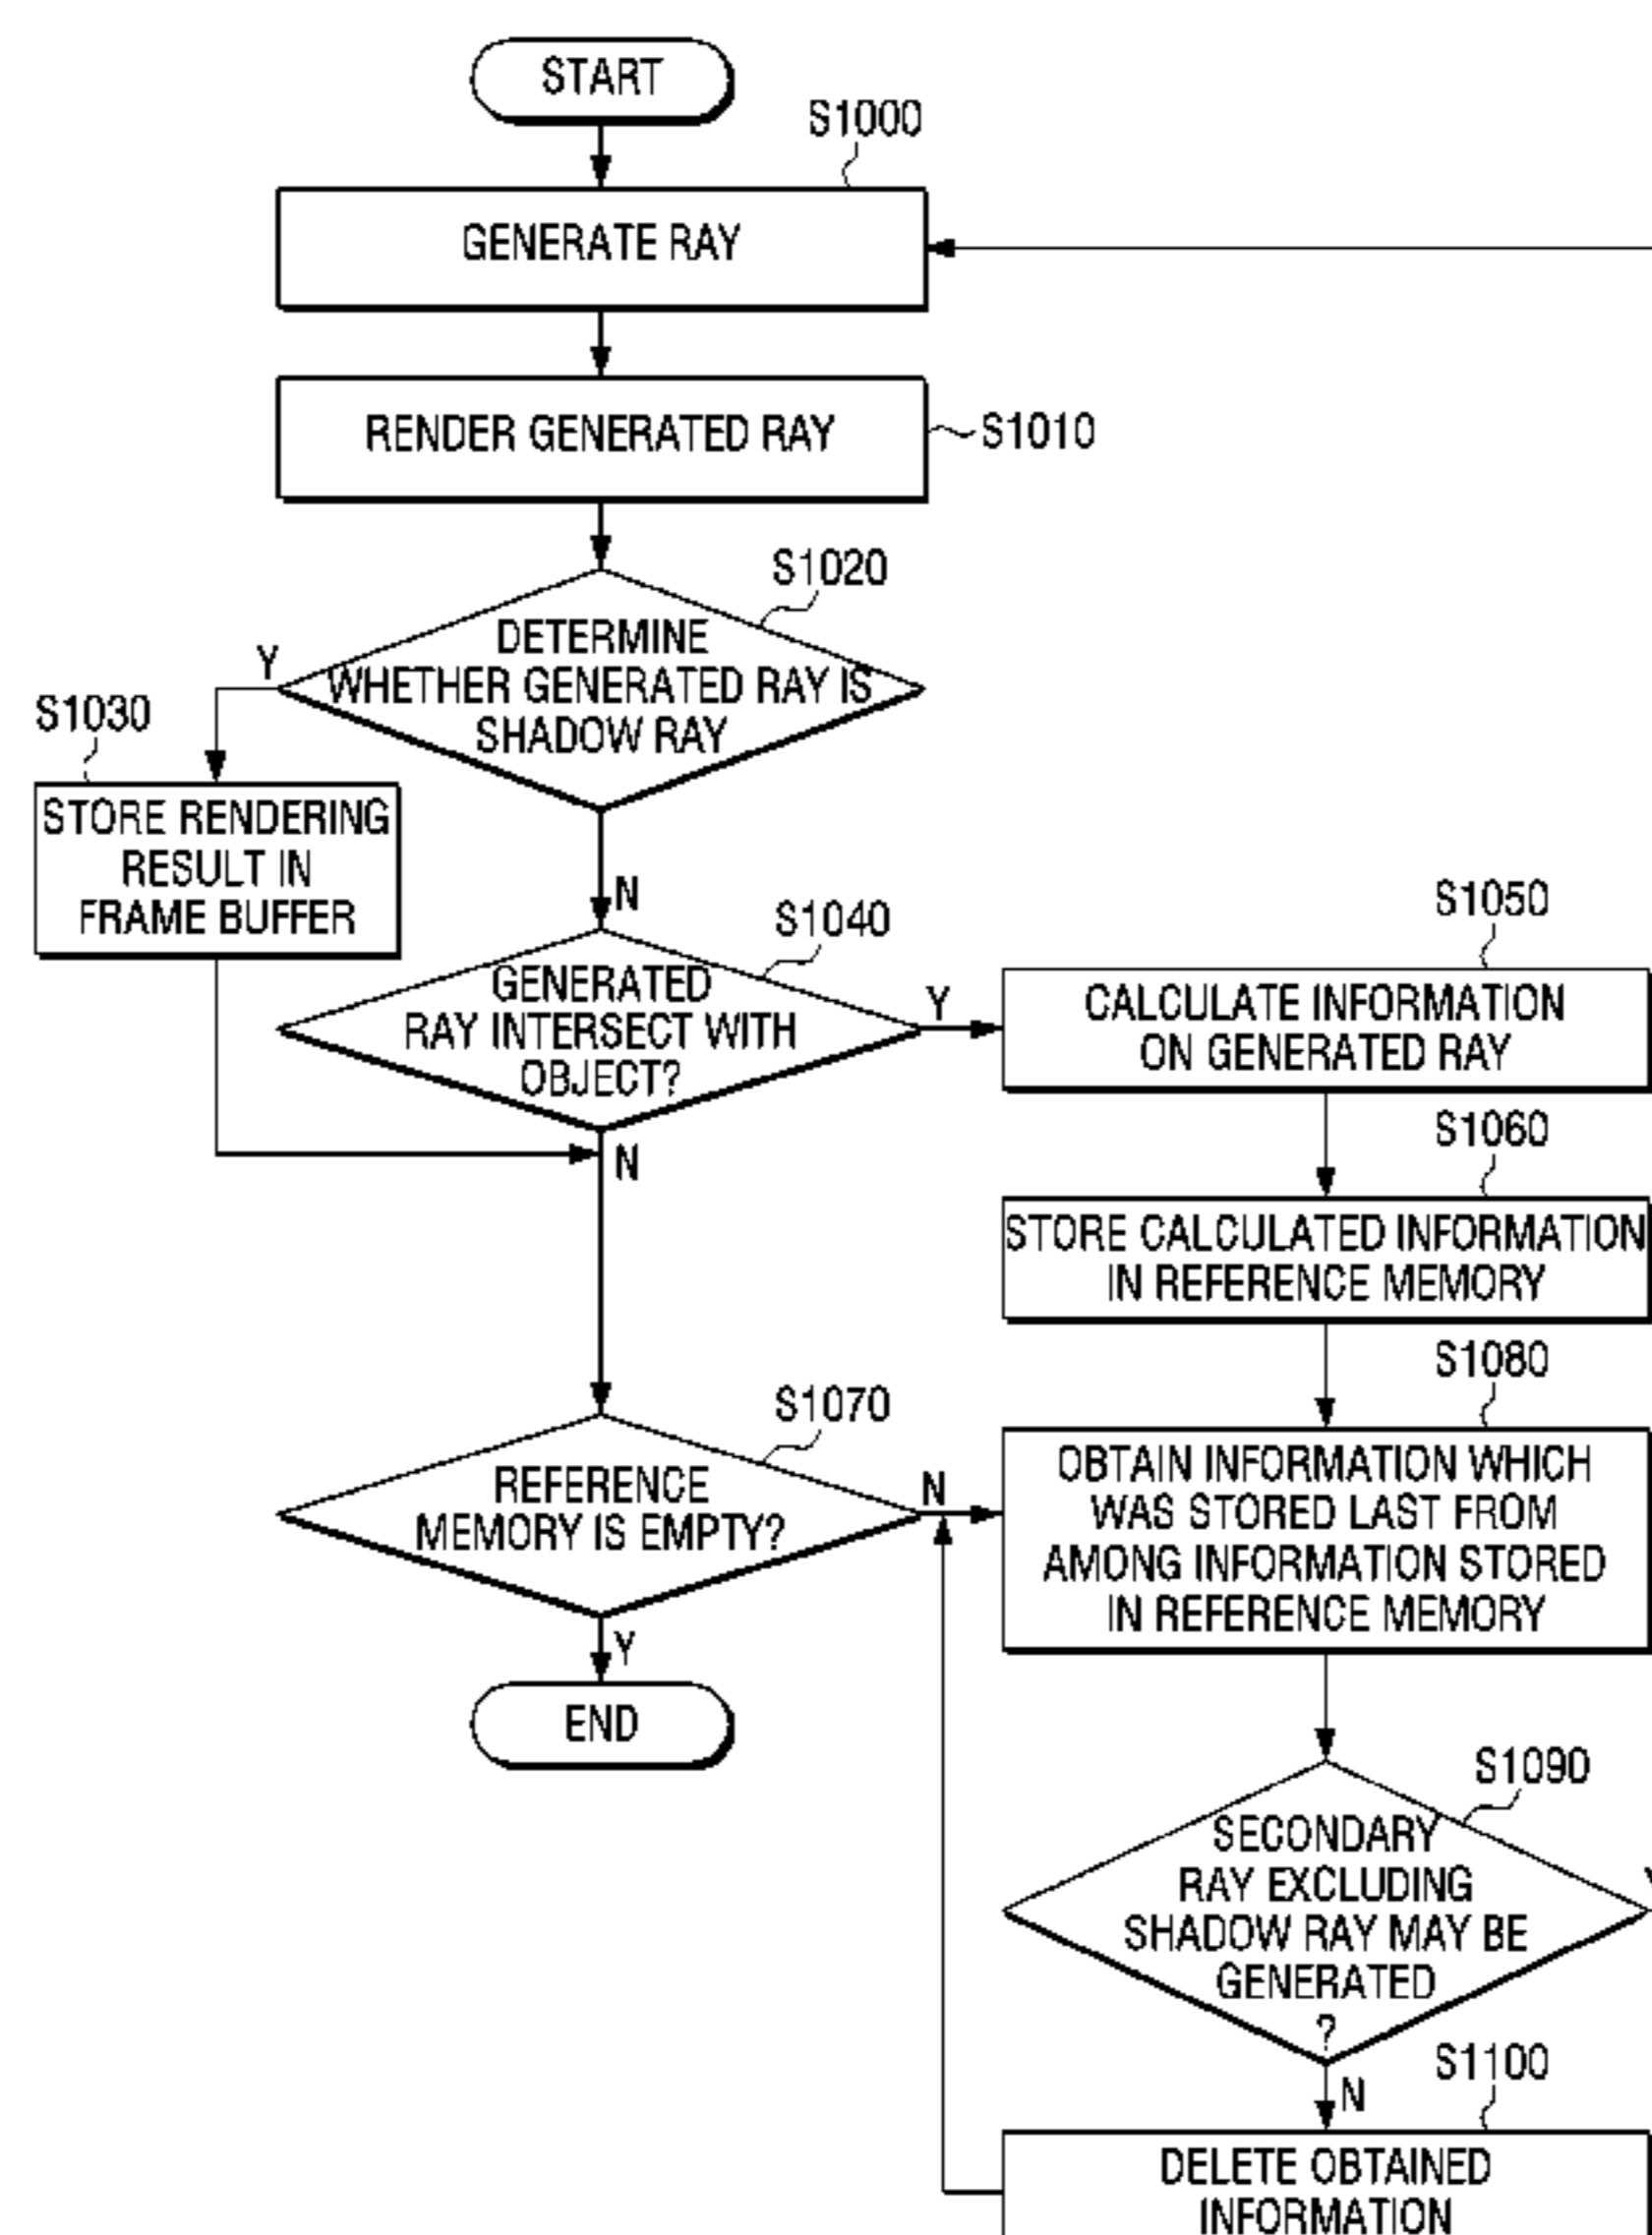 START
S1000
GENERATE RAY
RENDER GENERATED RAY
S1010
S1020
DETERMINE
WHETHER GENERATED RAY IS
SHADOW RAY
Y
S1030
STORE RENDERING
RESULT IN
FRAME BUFFER
N
S1040
GENERATED
RAY INTERSECT WITH
OBJECT?
Y
N
S1050
CALCULATE INFORMATION
ON GENERATED RAY
S1060
STORE CALCULATED INFORMATION
IN REFERENCE MEMORY
S1070
REFERENCE
MEMORY IS EMPTY?
N
Y
END
S1080
OBTAIN INFORMATION WHICH
WAS STORED LAST FROM
AMONG INFORMATION STORED
IN REFERENCE MEMORY
S1090
SECONDARY
RAY EXCLUDING
SHADOW RAY MAY BE
GENERATED
?
N
S1100
DELETE OBTAINED
INFORMATION